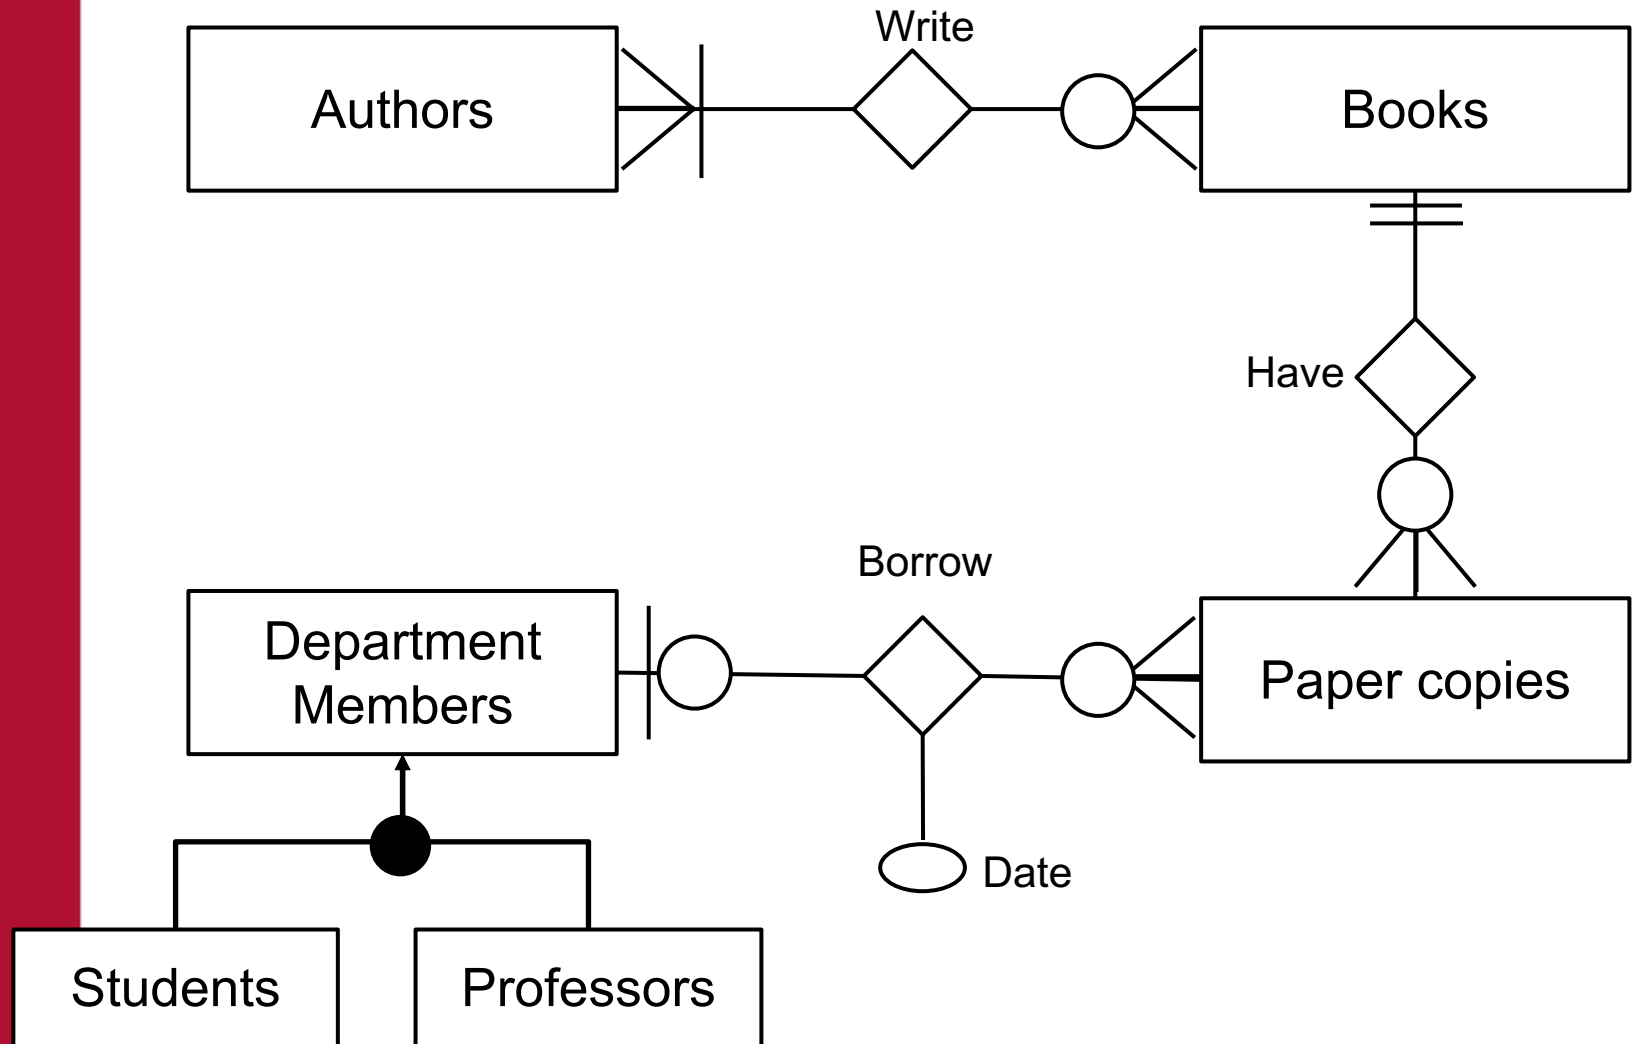 Write
Authors
Books
Have
Borrow
Department
Members
Paper copies
Date
Students
Professors